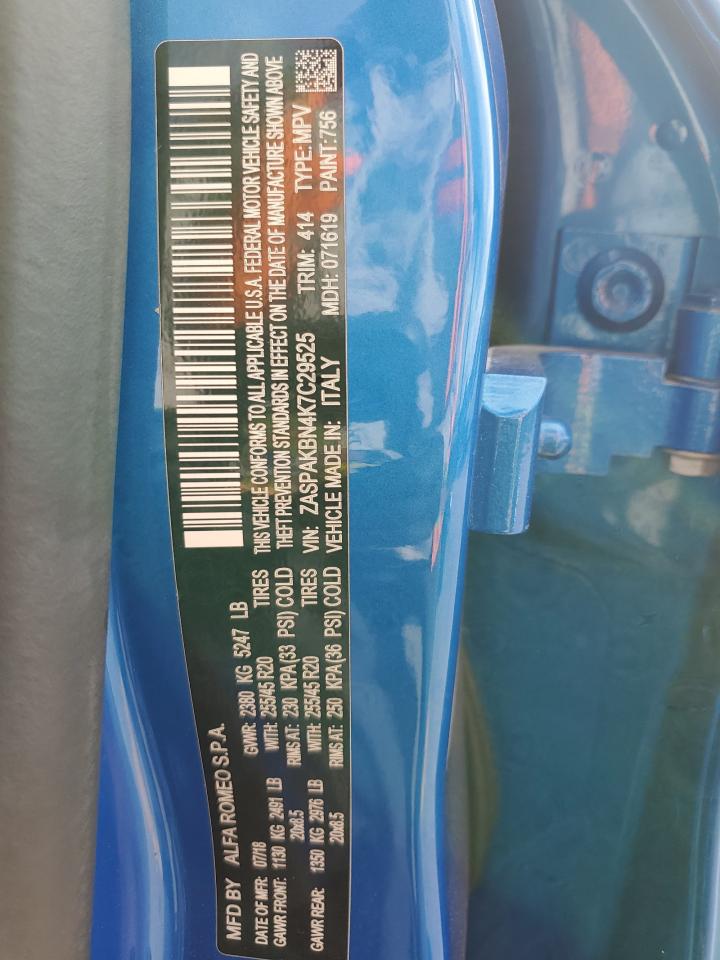 MFD BY ALFA ROMEO S.P.A.
DATE OF MFR: 07/18 GVWR: 2380 KG 5247 LB
GAWR FRONT: 1130 KG 2491 LB WITH: 255/45 R20 TIRES
20x8.5 RIMS AT: 230 KPA(33 PSI) COLD
GAWR REAR: 1350 KG 2976 LB WITH: 255/45 R20 TIRES
20x8.5 RIMS AT: 250 KPA(36 PSI) COLD
THIS VEHICLE CONFORMS TO ALL APPLICABLE U.S.A. FEDERAL MOTOR VEHICLE SAFETY AND
THEFT PREVENTION STANDARDS IN EFFECT ON THE DATE OF MANUFACTURE SHOWN ABOVE
VIN: ZASPAKBN4K7C29525 TRIM: 414 TYPE: MPV
VEHICLE MADE IN: ITALY MDH: 071619 PAINT: 756